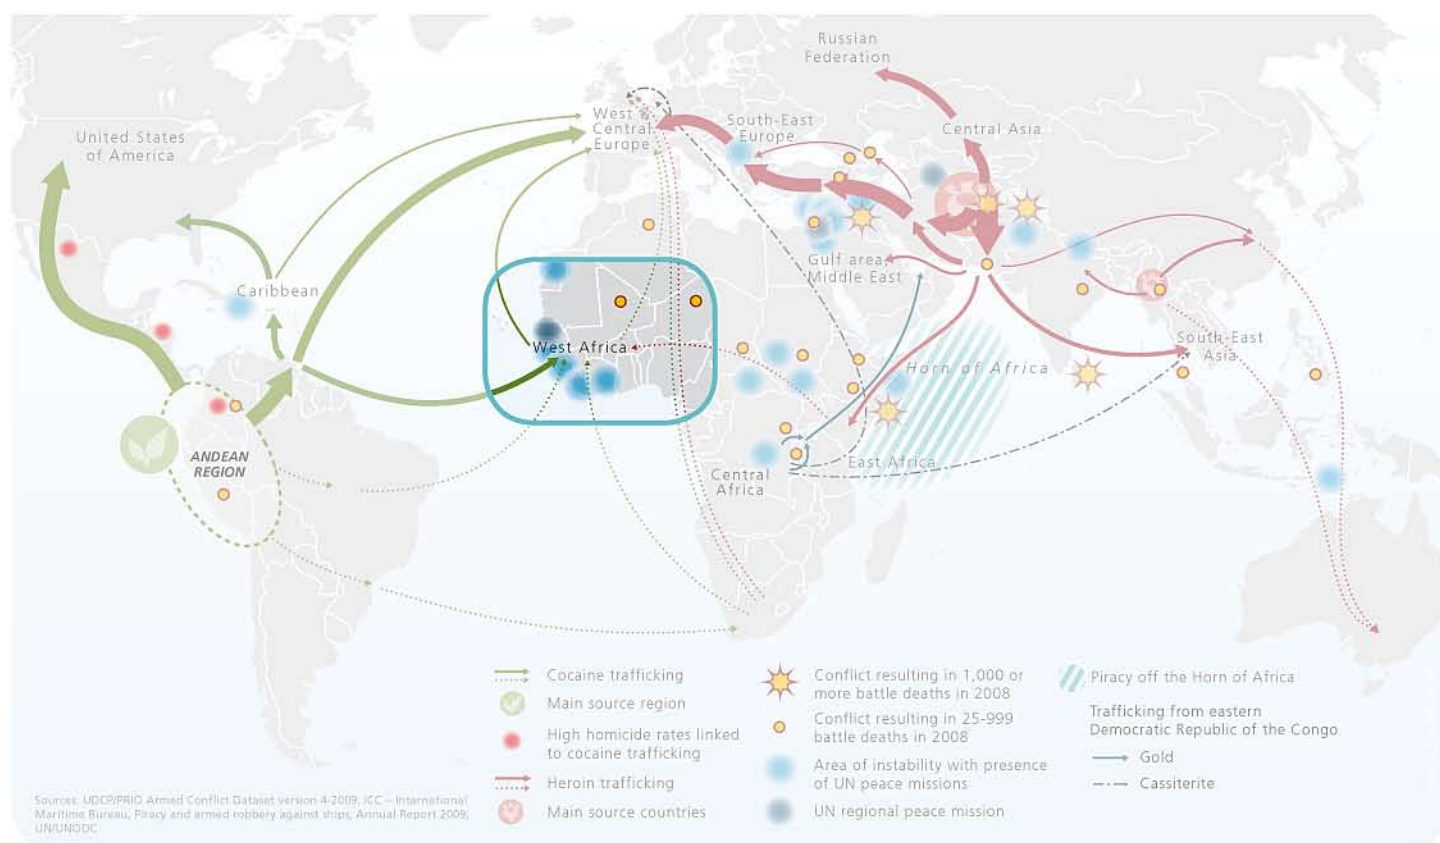 Russian
Federation
West &
Central
Europe
South-East
Europe
Central Asia
United States
of America
Gulf area,
Middle East
Caribbean
West Africa
South-East
Asia
Horn of Africa
ANDEAN
REGION
Central
Africa
East Africa
Cocaine trafficking
Main source region
High homicide rates linked
to cocaine trafficking
Heroin trafficking
Main source countries
Conflict resulting in 1,000 or
more battle deaths in 2008
Conflict resulting in 25-999
battle deaths in 2008
Area of instability with presence
of UN peace missions
UN regional peace mission
Piracy off the Horn of Africa
Trafficking from eastern
Democratic Republic of the Congo
Gold
Cassiterite
Sources: UDCP/PRIO Armed Conflict Dataset version 4-2009, ICC – International
Maritime Bureau, Piracy and armed robbery against ships, Annual Report 2009,
UN/UNODC